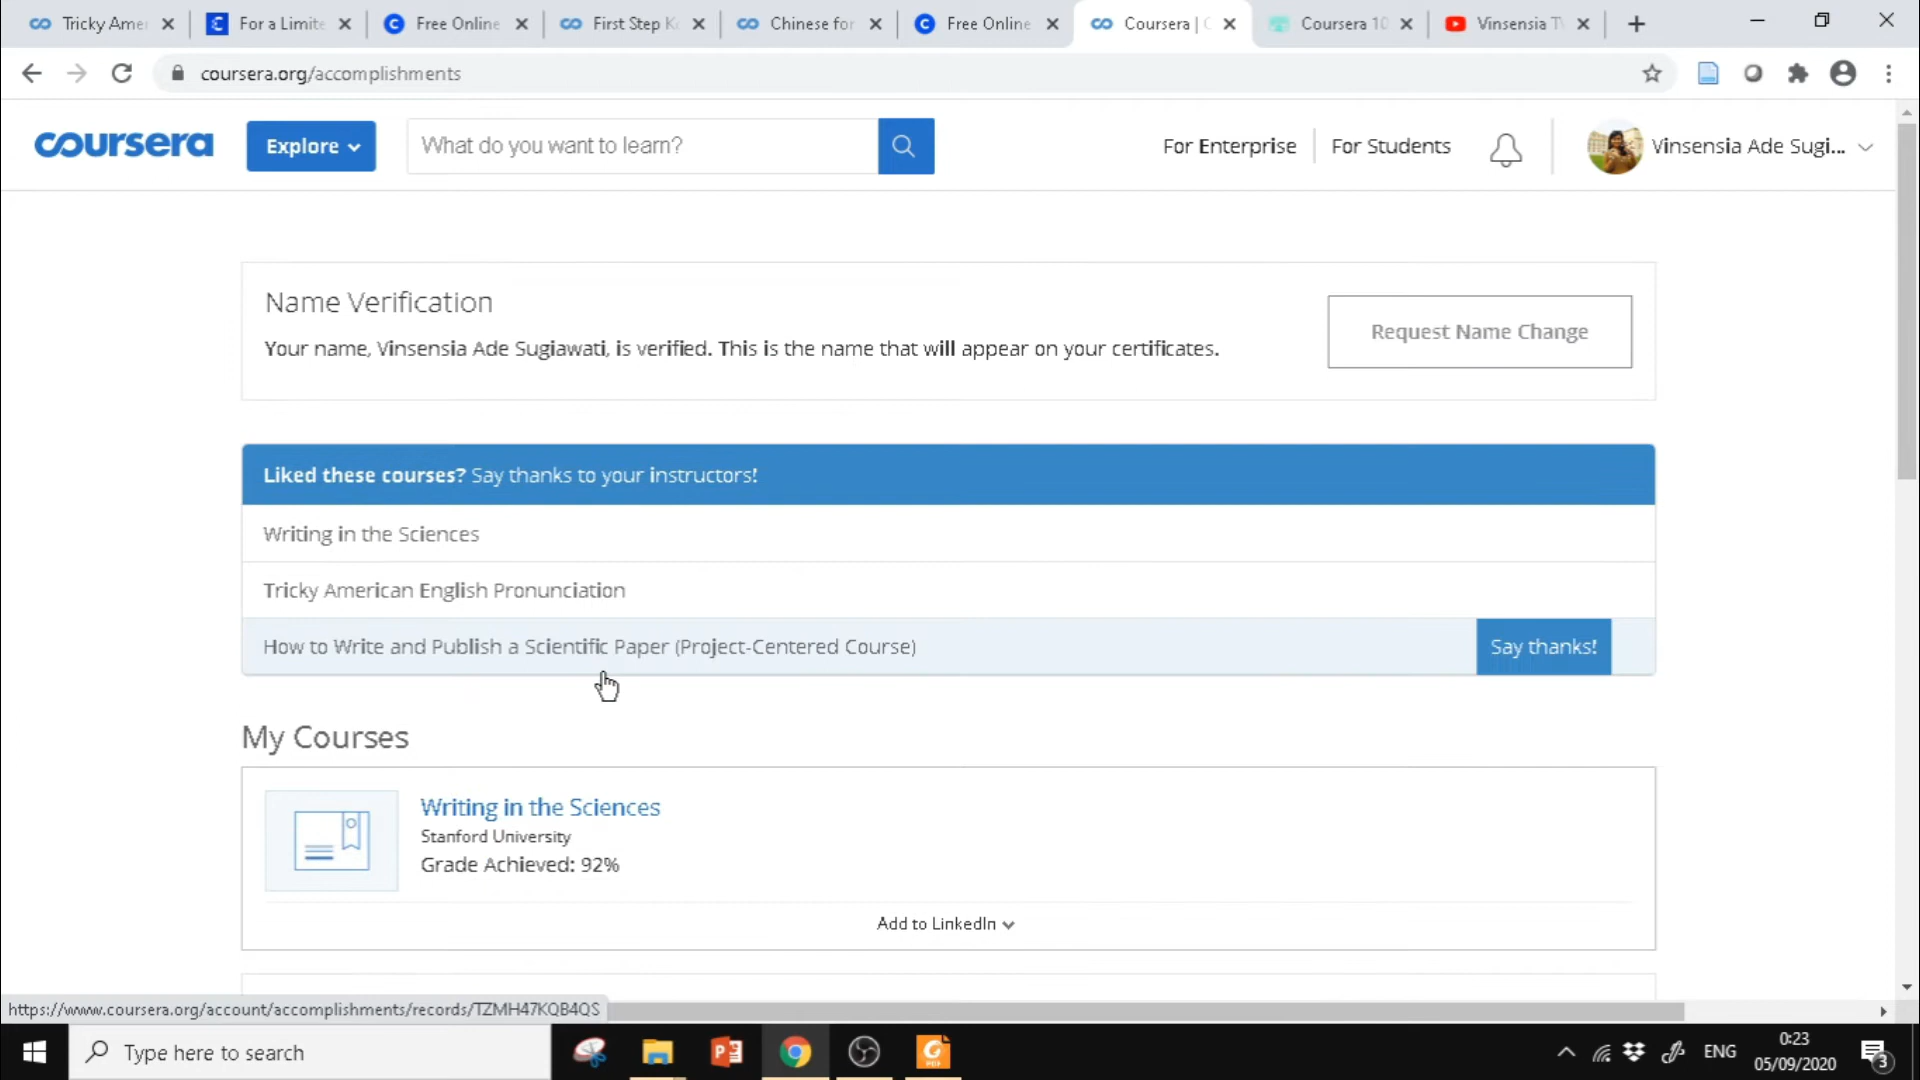 Tricky Amer
For a Limite
Free Online
First Step K
Chinese for
Free Online
Coursera | C
Coursera 10
Vinsensia T
coursera.org/accomplishments
coursera
Explore
What do you want to learn?
For Enterprise
For Students
Vinsensia Ade Sugi...
Name Verification
Your name, Vinsensia Ade Sugiawati, is verified. This is the name that will appear on your certificates.
Request Name Change
Liked these courses? Say thanks to your instructors!
Writing in the Sciences
Tricky American English Pronunciation
How to Write and Publish a Scientific Paper (Project-Centered Course)
Say thanks!
My Courses
Writing in the Sciences
Stanford University
Grade Achieved: 92%
Add to LinkedIn
https://www.coursera.org/account/accomplishments/records/TZMH47KQB4QS
Type here to search
ENG
0:23
05/09/2020
3